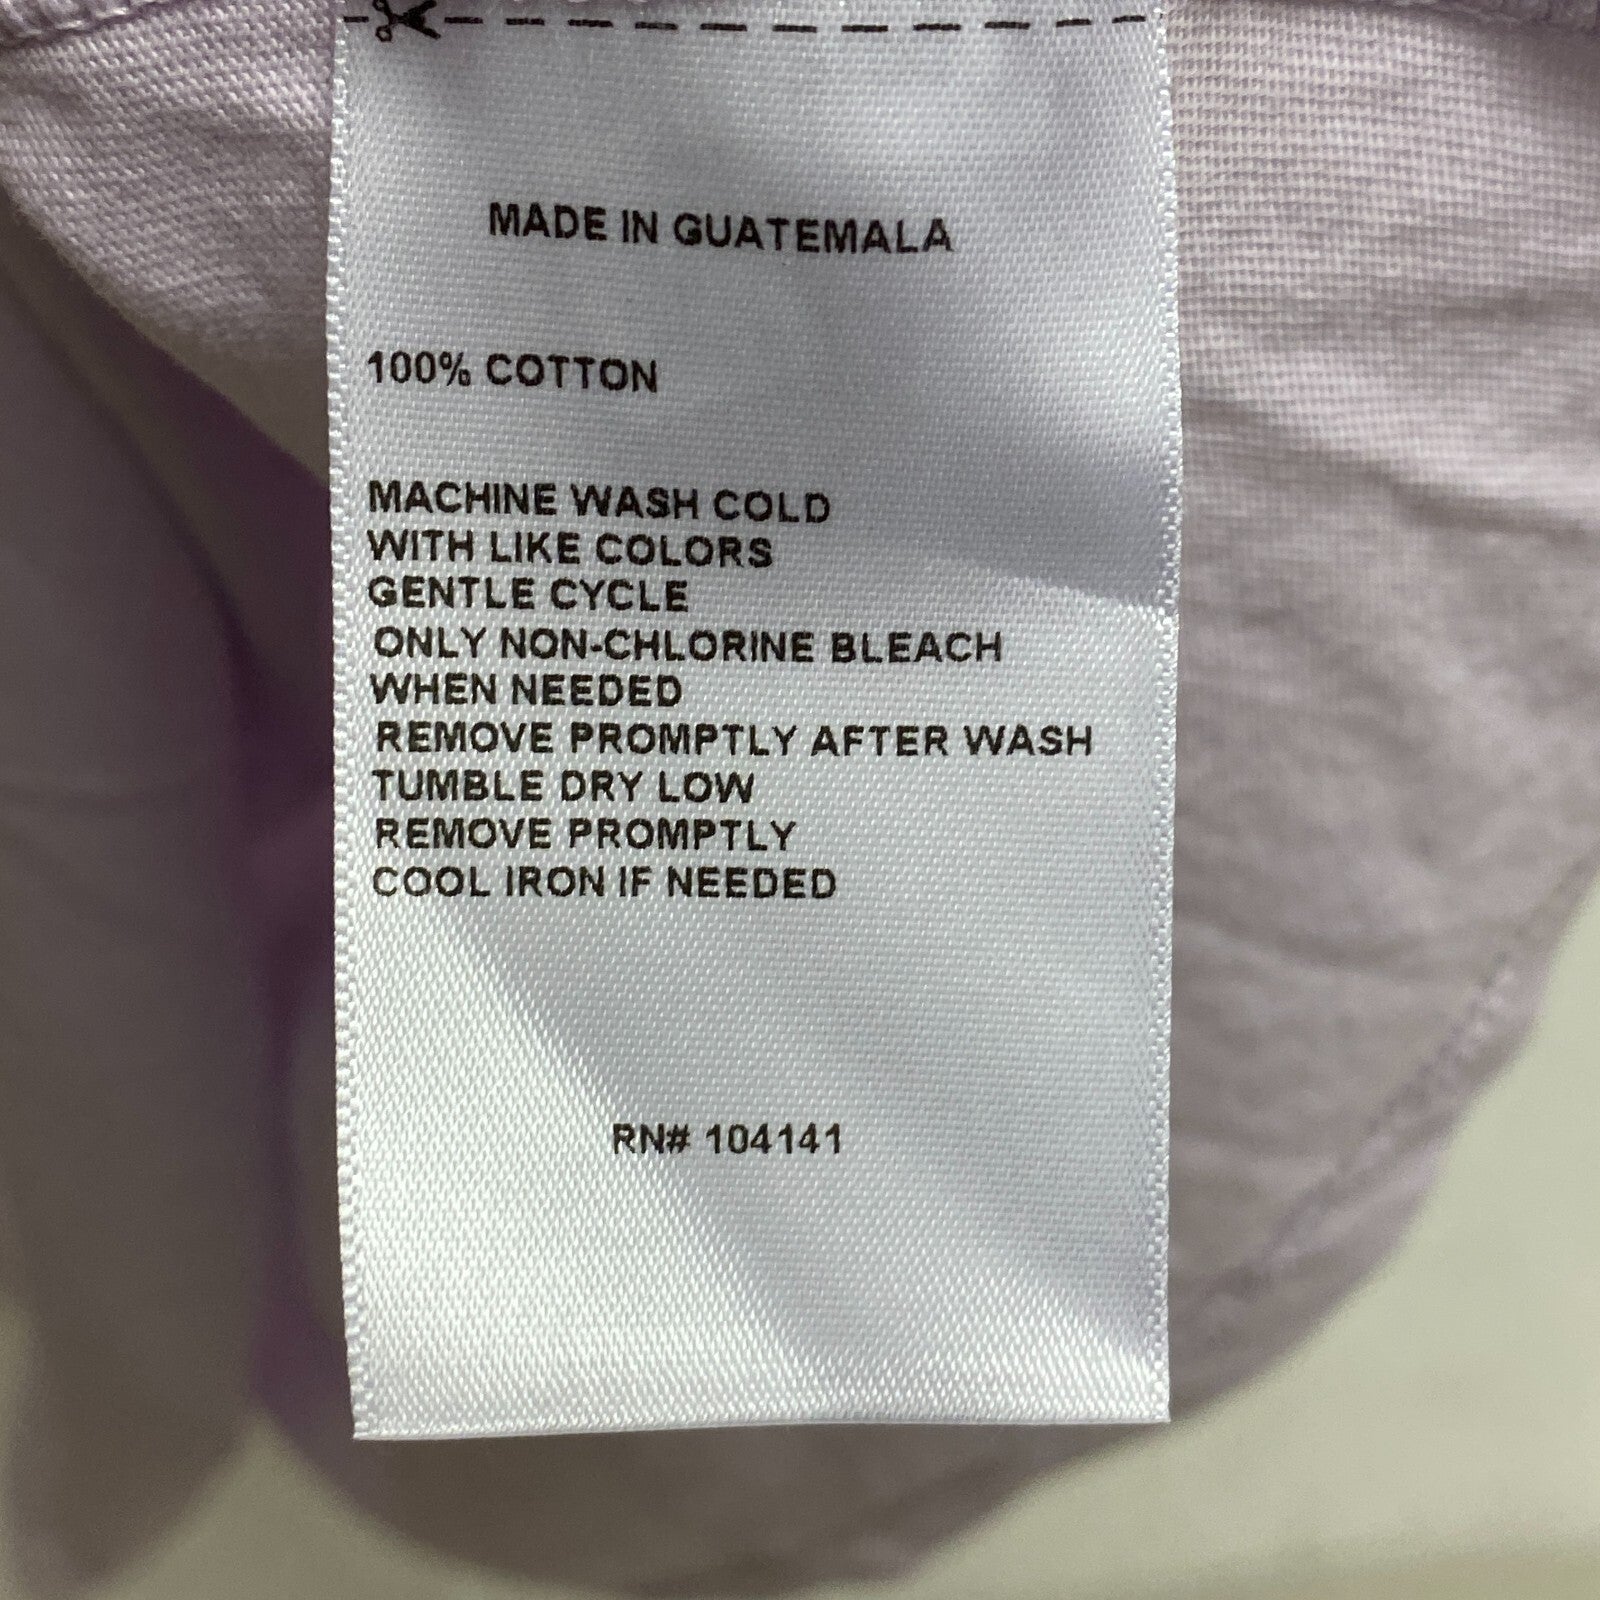 MADE IN GUATEMALA
100% COTTON
MACHINE WASH COLD
WITH LIKE COLORS
GENTLE CYCLE
ONLY NON-CHLORINE BLEACH
WHEN NEEDED
REMOVE PROMPTLY AFTER WASH
TUMBLE DRY LOW
REMOVE PROMPTLY
COOL IRON IF NEEDED
RN# 104141